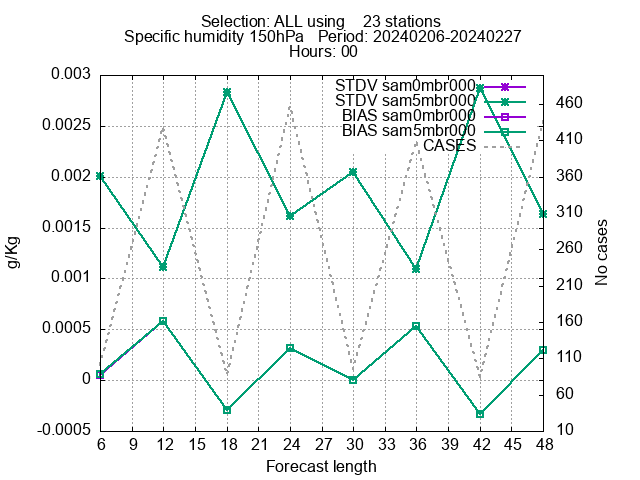 Selection: ALL using    23 stations
Specific humidity 150hPa   Period: 20240206-20240227
Hours: 00
STDV sam0mbr000
STDV sam5mbr000
BIAS sam0mbr000
BIAS sam5mbr000
CASES
0.003
0.0025
0.002
0.0015
0.001
0.0005
0
-0.0005
g/Kg
460
410
360
310
260
210
160
110
60
10
No cases
6 9 12 15 18 21 24 27 30 33 36 39 42 45 48
Forecast length